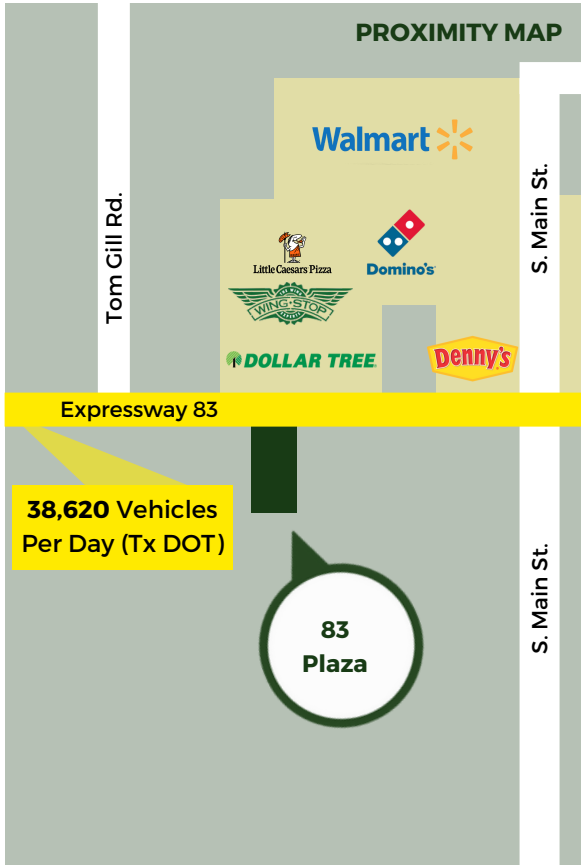 PROXIMITY MAP
Walmart
Tom Gill Rd.
S. Main St.
Little Caesars Pizza
Domino's
WING·STOP
DOLLAR TREE
Denny's
Expressway 83
38,620 Vehicles
Per Day (Tx DOT)
S. Main St.
83
Plaza